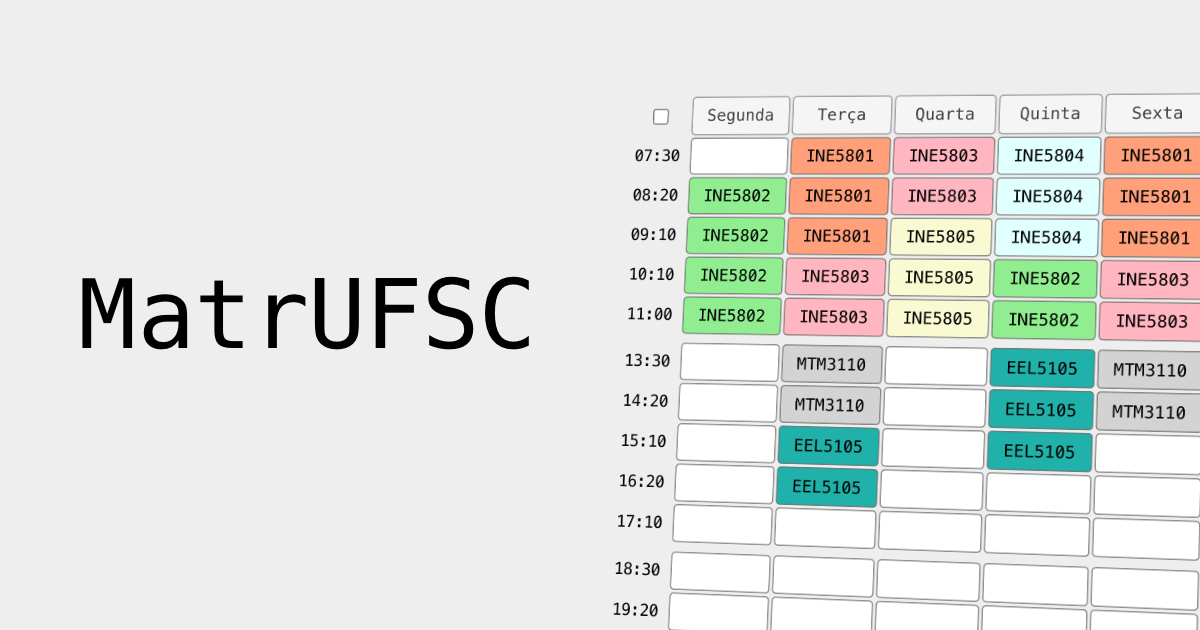 MatrUFSC
Segunda Terça Quarta Quinta Sexta
07:30 INE5801 INE5803 INE5804 INE5801
08:20 INE5802 INE5801 INE5803 INE5804 INE5801
09:10 INE5802 INE5801 INE5805 INE5804 INE5801
10:10 INE5802 INE5803 INE5805 INE5802 INE5803
11:00 INE5802 INE5803 INE5805 INE5802 INE5803
13:30 MTM3110 EEL5105 MTM3110
14:20 MTM3110 EEL5105 MTM3110
15:10 EEL5105 EEL5105
16:20 EEL5105
17:10
18:30
19:20